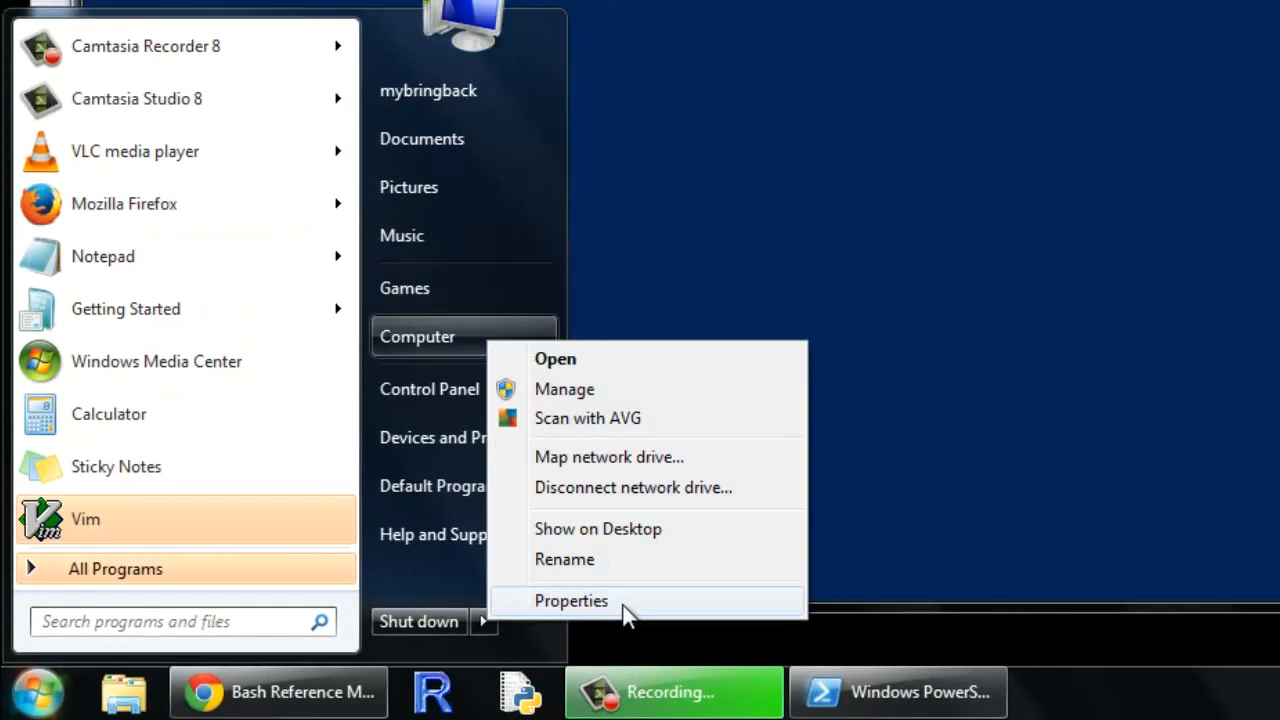 Camtasia Recorder 8
Camtasia Studio 8
VLC media player
Mozilla Firefox
Notepad
Getting Started
Windows Media Center
Calculator
Sticky Notes
Vim
All Programs
Search programs and files
mybringback
Documents
Pictures
Music
Games
Computer
Control Panel
Devices and Pr
Default Progra
Help and Supp
Shut down
Open
Manage
Scan with AVG
Map network drive...
Disconnect network drive...
Show on Desktop
Rename
Properties
Bash Reference M...
Recording...
Windows PowerS...